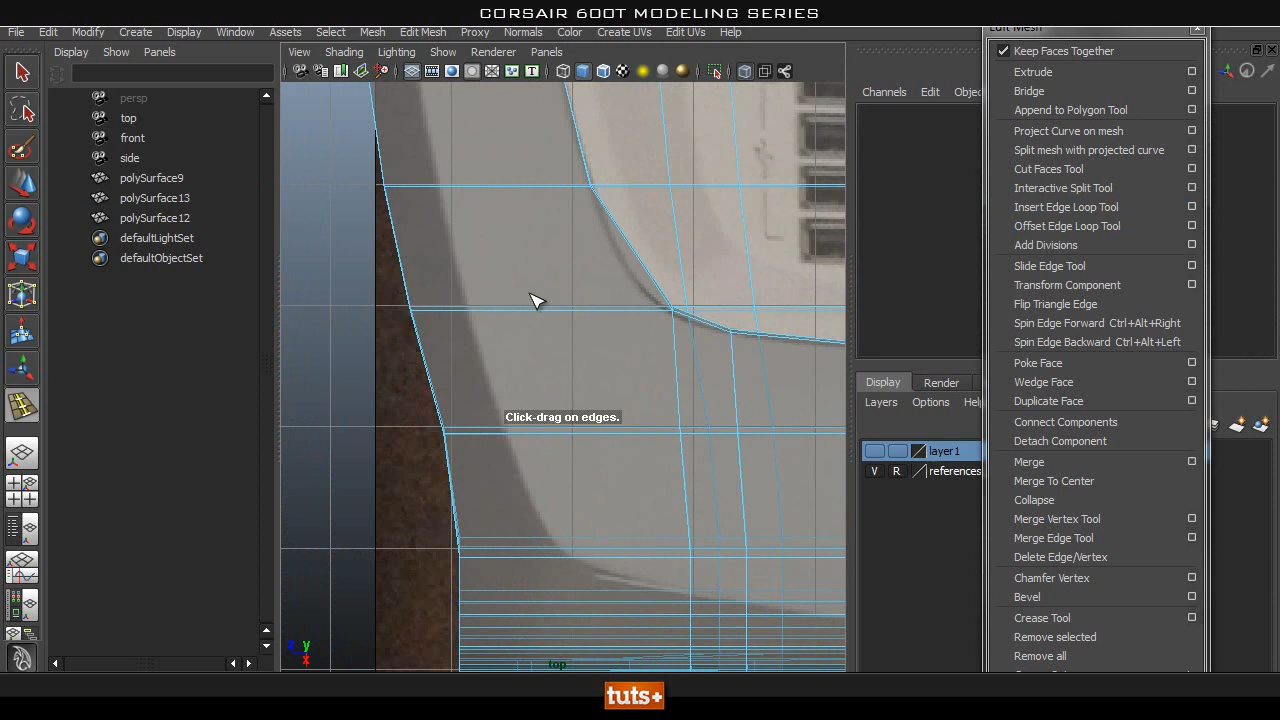 CORSAIR 600T MODELING SERIES
File Edit Modify Create Display Window Assets Select Mesh Edit Mesh Proxy Normals Color Create UVs Edit UVs Help
Display Show Panels
View Shading Lighting Show Renderer Panels
persp
top
front
side
polySurface9
polySurface13
polySurface12
defaultLightSet
defaultObjectSet
Click-drag on edges.
top
z y
x
Channels Edit Objec
Display Render
Layers Options Help
layer1
V R references
Edit Mesh
Keep Faces Together
Extrude
Bridge
Append to Polygon Tool
Project Curve on mesh
Split mesh with projected curve
Cut Faces Tool
Interactive Split Tool
Insert Edge Loop Tool
Offset Edge Loop Tool
Add Divisions
Slide Edge Tool
Transform Component
Flip Triangle Edge
Spin Edge Forward Ctrl+Alt+Right
Spin Edge Backward Ctrl+Alt+Left
Poke Face
Wedge Face
Duplicate Face
Connect Components
Detach Component
Merge
Merge To Center
Collapse
Merge Vertex Tool
Merge Edge Tool
Delete Edge/Vertex
Chamfer Vertex
Bevel
Crease Tool
Remove selected
Remove all
tuts+